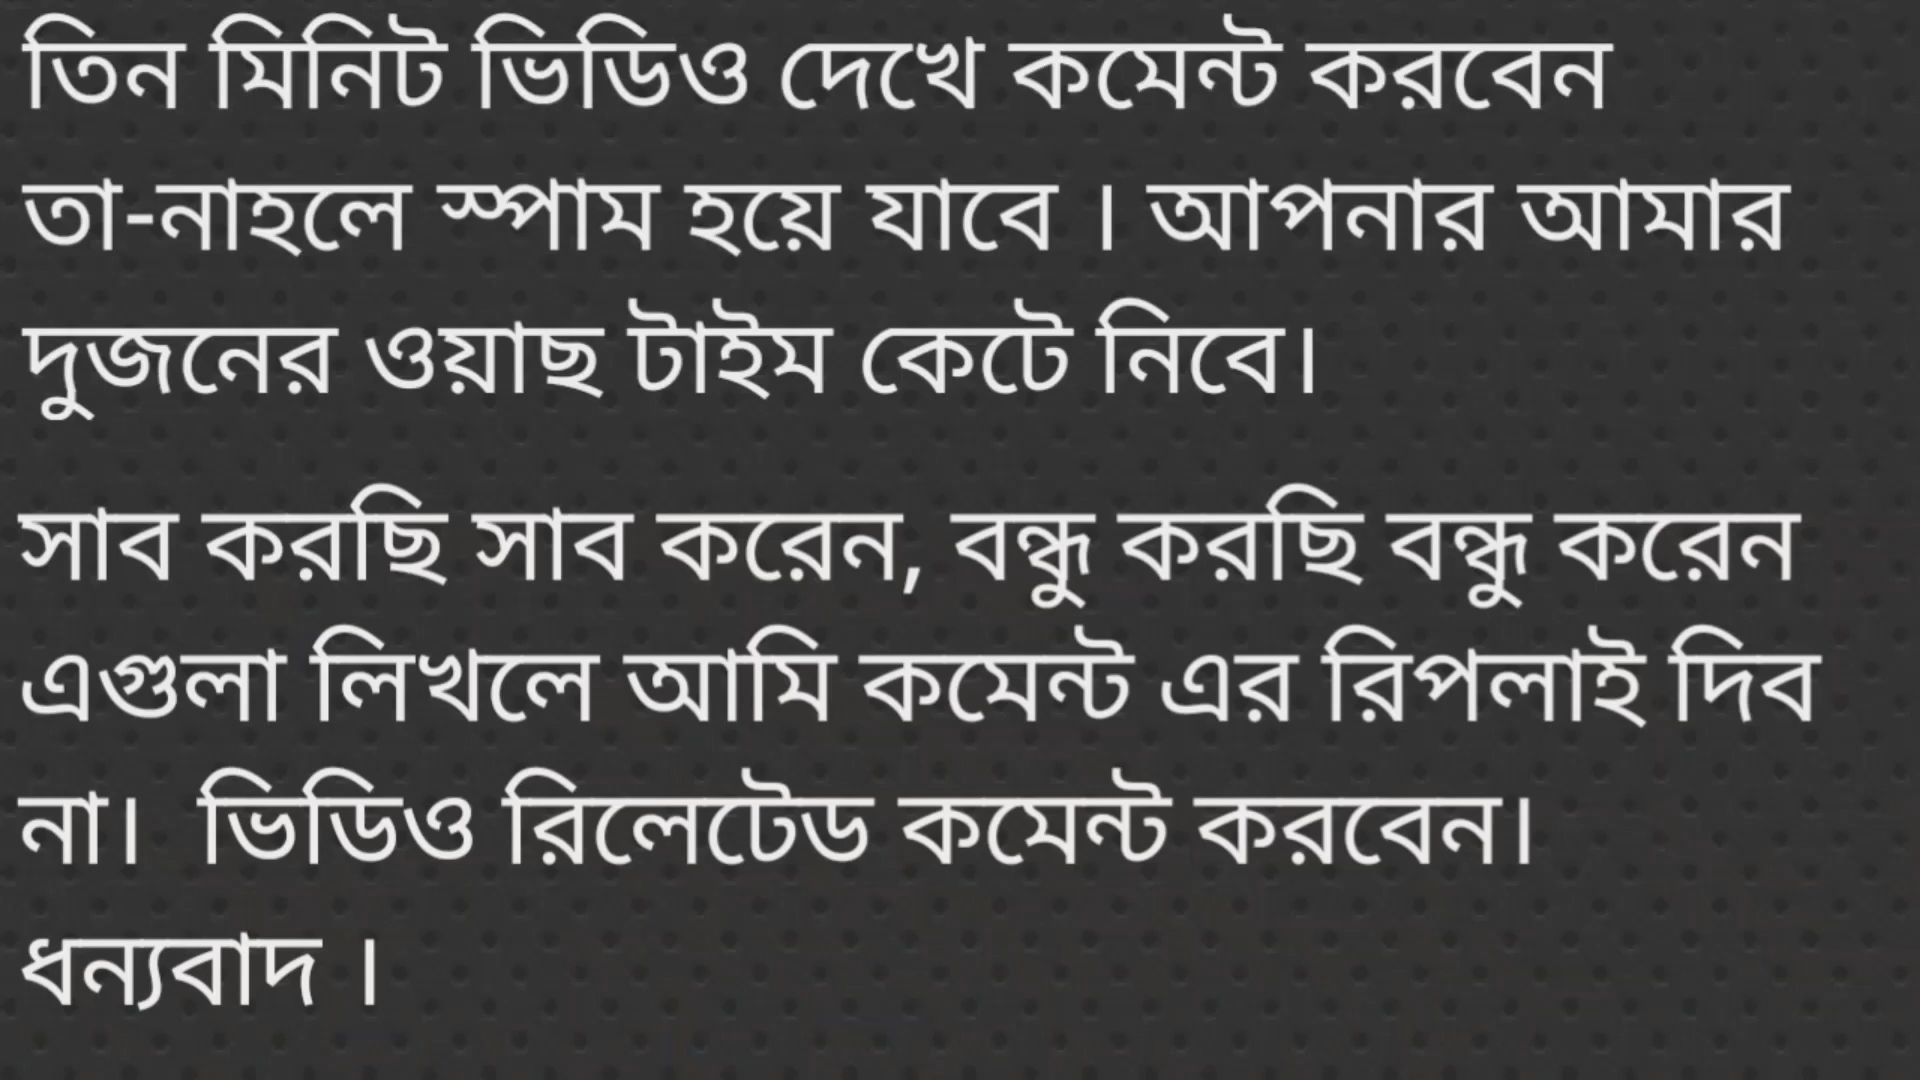 তিন মিনিট ভিডিও দেখে কমেন্ট করবেন
তা-নাহলে স্পাম হয়ে যাবে । আপনার আমার
দুজনের ওয়াছ টাইম কেটে নিবে।
সাব করছি সাব করেন, বন্ধু করছি বন্ধু করেন
এগুলা লিখলে আমি কমেন্ট এর রিপলাই দিব
না। ভিডিও রিলেটেড কমেন্ট করবেন।
ধন্যবাদ ।